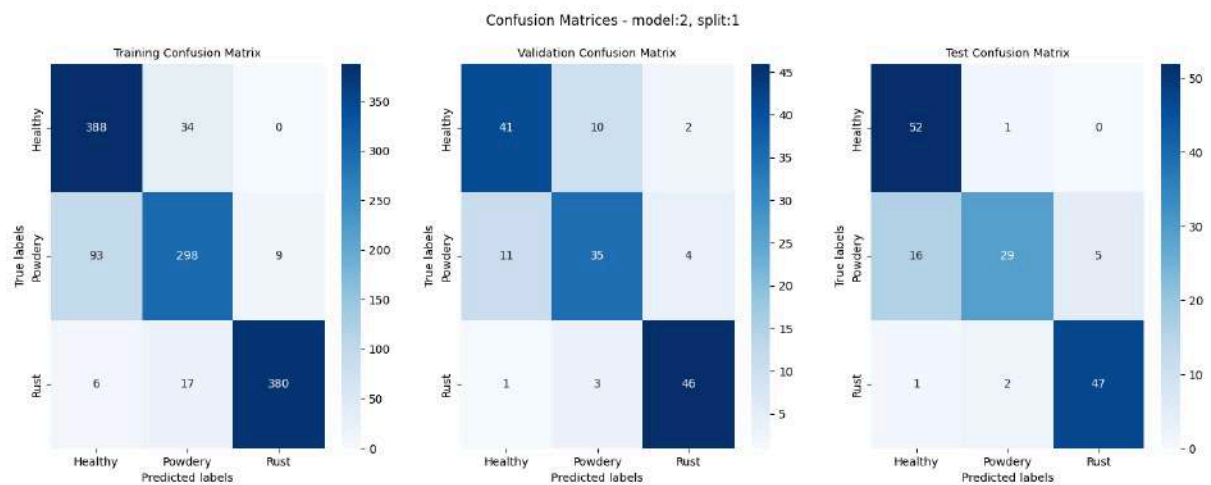 Confusion Matrices - model:2, split:1
Training Confusion Matrix
Healthy
Powdery
Rust
True labels
388 34 0
93 298 9
6 17 380
Healthy Powdery Rust
Predicted labels
350
300
250
200
150
100
50
0
Validation Confusion Matrix
Healthy
Powdery
Rust
True labels
41 10 2
11 35 4
1 3 46
Healthy Powdery Rust
Predicted labels
45
40
35
30
25
20
15
10
5
Test Confusion Matrix
Healthy
Powdery
Rust
True labels
52 1 0
16 29 5
1 2 47
Healthy Powdery Rust
Predicted labels
50
40
30
20
10
0